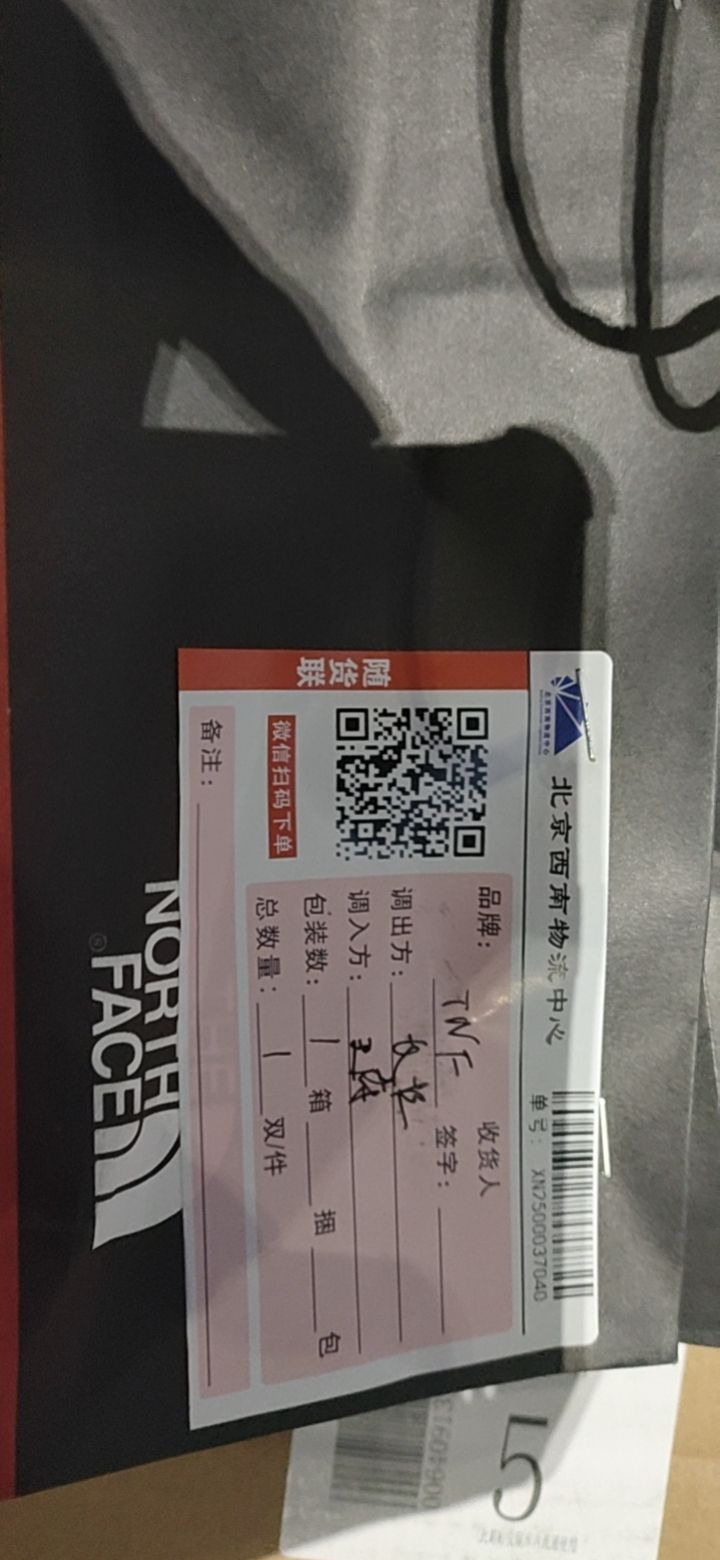 北京西南物流中心
单号: XN7500037040
随货联
微信扫码下单
品牌: TNF 收货人
签字:
调出方:
调入方:
包装数: 1 箱 捆 包
总数量: 1 双/件
备注:
NORTH
FACE
®
5